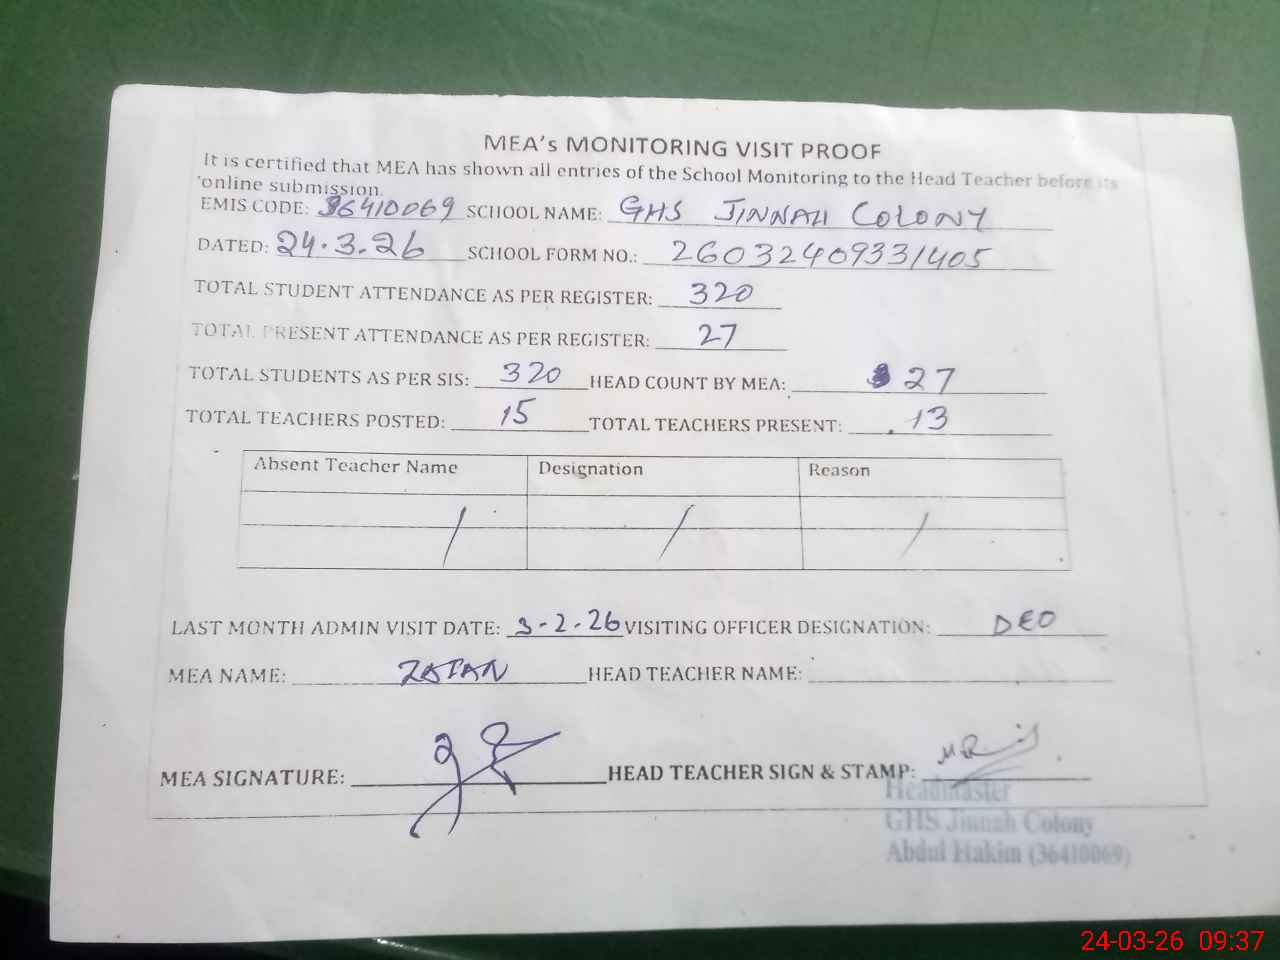 MEA's MONITORING VISIT PROOF
It is certified that MEA has shown all entries of the School Monitoring to the Head Teacher before its
online submission.
EMIS CODE: 36410069 SCHOOL NAME: GHS JINNAH COLONY
DATED: 24.3.26 SCHOOL FORM NO.: 26032409331405
TOTAL STUDENT ATTENDANCE AS PER REGISTER: 320
TOTAL PRESENT ATTENDANCE AS PER REGISTER: 27
TOTAL STUDENTS AS PER SIS: 320 HEAD COUNT BY MEA: 27
TOTAL TEACHERS POSTED: 15 TOTAL TEACHERS PRESENT: 13
Absent Teacher Name Designation Reason
/ / /
LAST MONTH ADMIN VISIT DATE: 3-2.26 VISITING OFFICER DESIGNATION: DEO
MEA NAME: HEAD TEACHER NAME:
MEA SIGNATURE: HEAD TEACHER SIGN & STAMP:
Headmaster
GHS Jinnah Colony
Abdul Hakim (36410069)
24-03-26 09:37